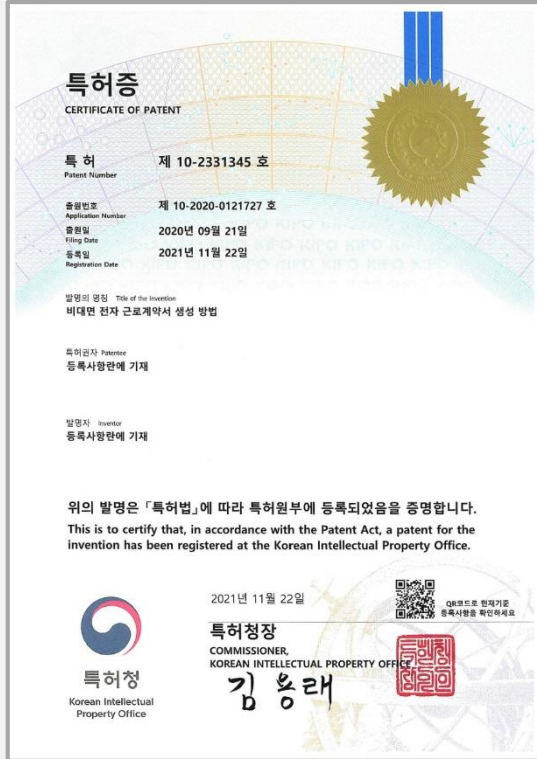 특허증
CERTIFICATE OF PATENT
특 허 제 10-2331345 호
Patent Number
출원번호 제 10-2020-0121727 호
Application Number
출원일 2020년 09월 21일
Filing Date
등록일 2021년 11월 22일
Registration Date
발명의 명칭 Title of the Invention
비대면 전자 근로계약서 생성 방법
특허권자 Patentee
등록사항란에 기재
발명자 Inventor
등록사항란에 기재
위의 발명은 「특허법」에 따라 특허원부에 등록되었음을 증명합니다.
This is to certify that, in accordance with the Patent Act, a patent for the
invention has been registered at the Korean Intellectual Property Office.
2021년 11월 22일
QR코드로 현재기준
등록사항을 확인하세요
특허청장
COMMISSIONER,
KOREAN INTELLECTUAL PROPERTY OFFICE
김용래
특허청
Korean Intellectual
Property Office